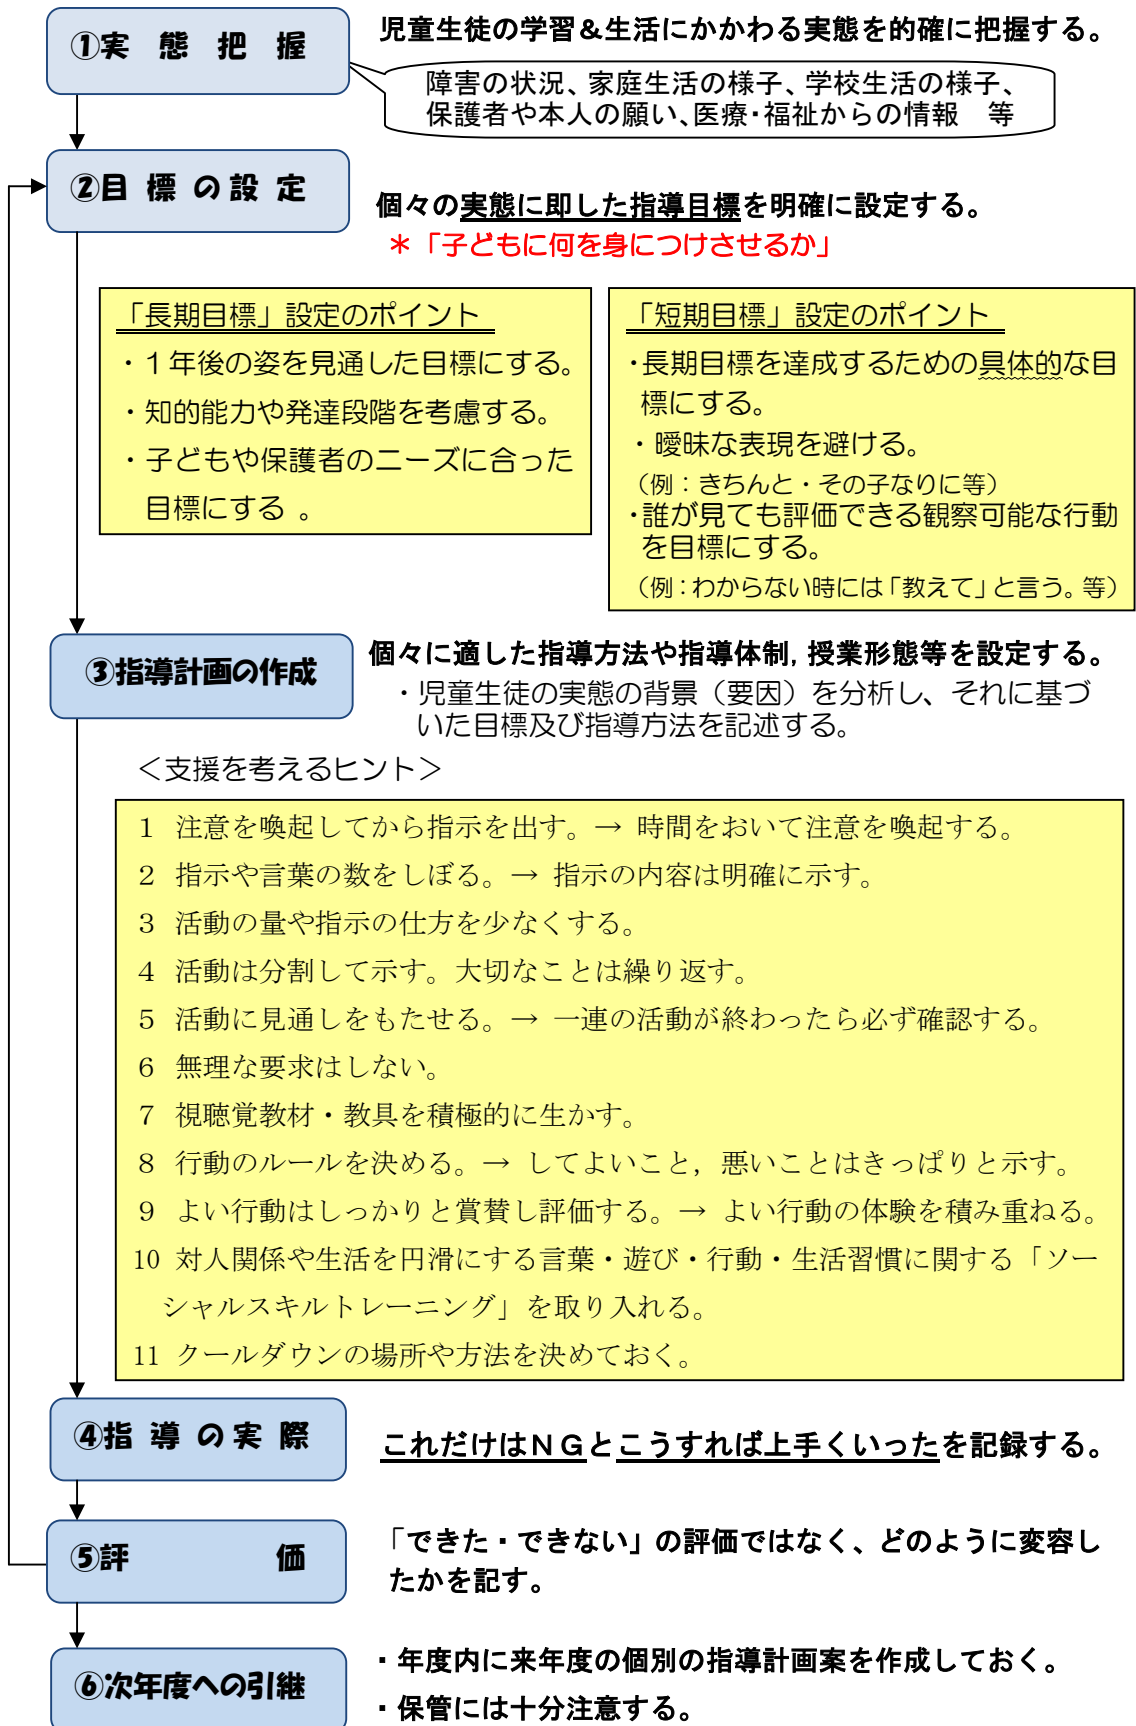 ①実 態 把 握
児童生徒の学習＆生活にかかわる実態を的確に把握する。
障害の状況、家庭生活の様子、学校生活の様子、
保護者や本人の願い、医療・福祉からの情報　等
②目 標 の 設 定
個々の実態に即した指導目標を明確に設定する。
＊「子どもに何を身につけさせるか」
「長期目標」設定のポイント
・１年後の姿を見通した目標にする。
・知的能力や発達段階を考慮する。
・子どもや保護者のニーズに合った
目標にする 。
「短期目標」設定のポイント
・長期目標を達成するための具体的な目
標にする。
・曖昧な表現を避ける。
（例：きちんと・その子なりに等）
・誰が見ても評価できる観察可能な行動
を目標にする。
（例：わからない時には「教えて」と言う。等）
③指導計画の作成
個々に適した指導方法や指導体制，授業形態等を設定する。
・児童生徒の実態の背景（要因）を分析し、それに基づ
いた目標及び指導方法を記述する。
＜支援を考えるヒント＞
１ 注意を喚起してから指示を出す。→ 時間をおいて注意を喚起する。
２ 指示や言葉の数をしぼる。→ 指示の内容は明確に示す。
３ 活動の量や指示の仕方を少なくする。
４ 活動は分割して示す。大切なことは繰り返す。
５ 活動に見通しをもたせる。→ 一連の活動が終わったら必ず確認する。
６ 無理な要求はしない。
７ 視聴覚教材・教具を積極的に生かす。
８ 行動のルールを決める。→ してよいこと，悪いことはきっぱりと示す。
９ よい行動はしっかりと賞賛し評価する。→ よい行動の体験を積み重ねる。
10 対人関係や生活を円滑にする言葉・遊び・行動・生活習慣に関する「ソー
シャルスキルトレーニング」を取り入れる。
11 クールダウンの場所や方法を決めておく。
④指 導 の 実 際
これだけはＮＧとこうすれば上手くいったを記録する。
⑤評　　　　価
「できた・できない」の評価ではなく、どのように変容し
たかを記す。
⑥次年度への引継
・年度内に来年度の個別の指導計画案を作成しておく。
・保管には十分注意する。